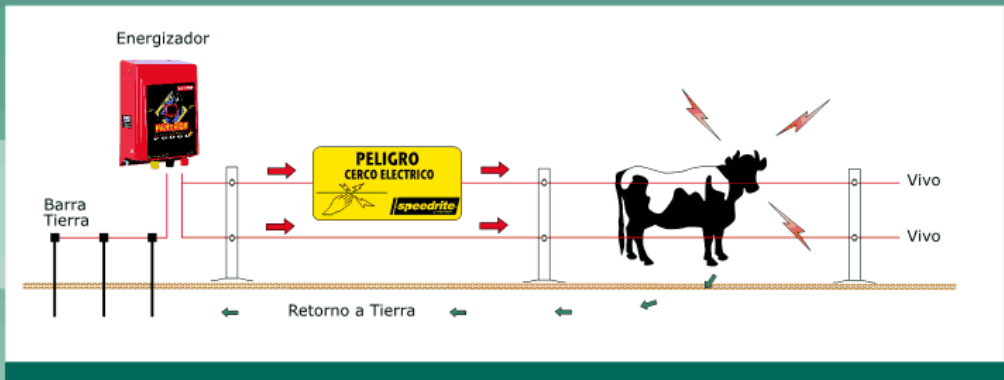 Energizador
PELIGRO
CERCO ELECTRICO
speedrite
Vivo
Barra
Tierra
Vivo
Retorno a Tierra